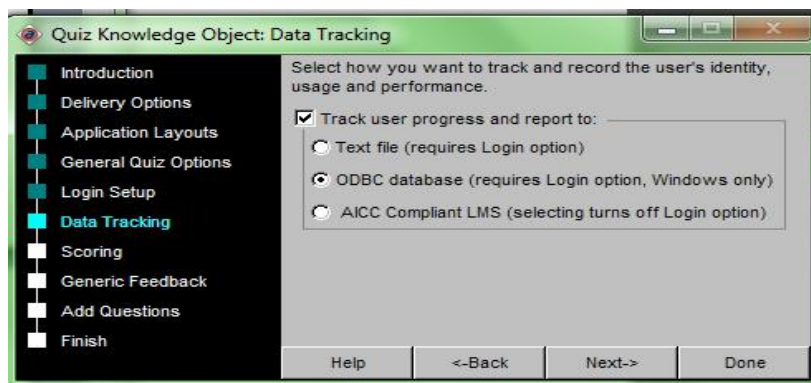 Quiz Knowledge Object: Data Tracking
Introduction
Delivery Options
Application Layouts
General Quiz Options
Login Setup
Data Tracking
Scoring
Generic Feedback
Add Questions
Finish
Select how you want to track and record the user's identity,
usage and performance.
Track user progress and report to:
Text file (requires Login option)
ODBC database (requires Login option, Windows only)
AICC Compliant LMS (selecting turns off Login option)
Help <-Back Next-> Done